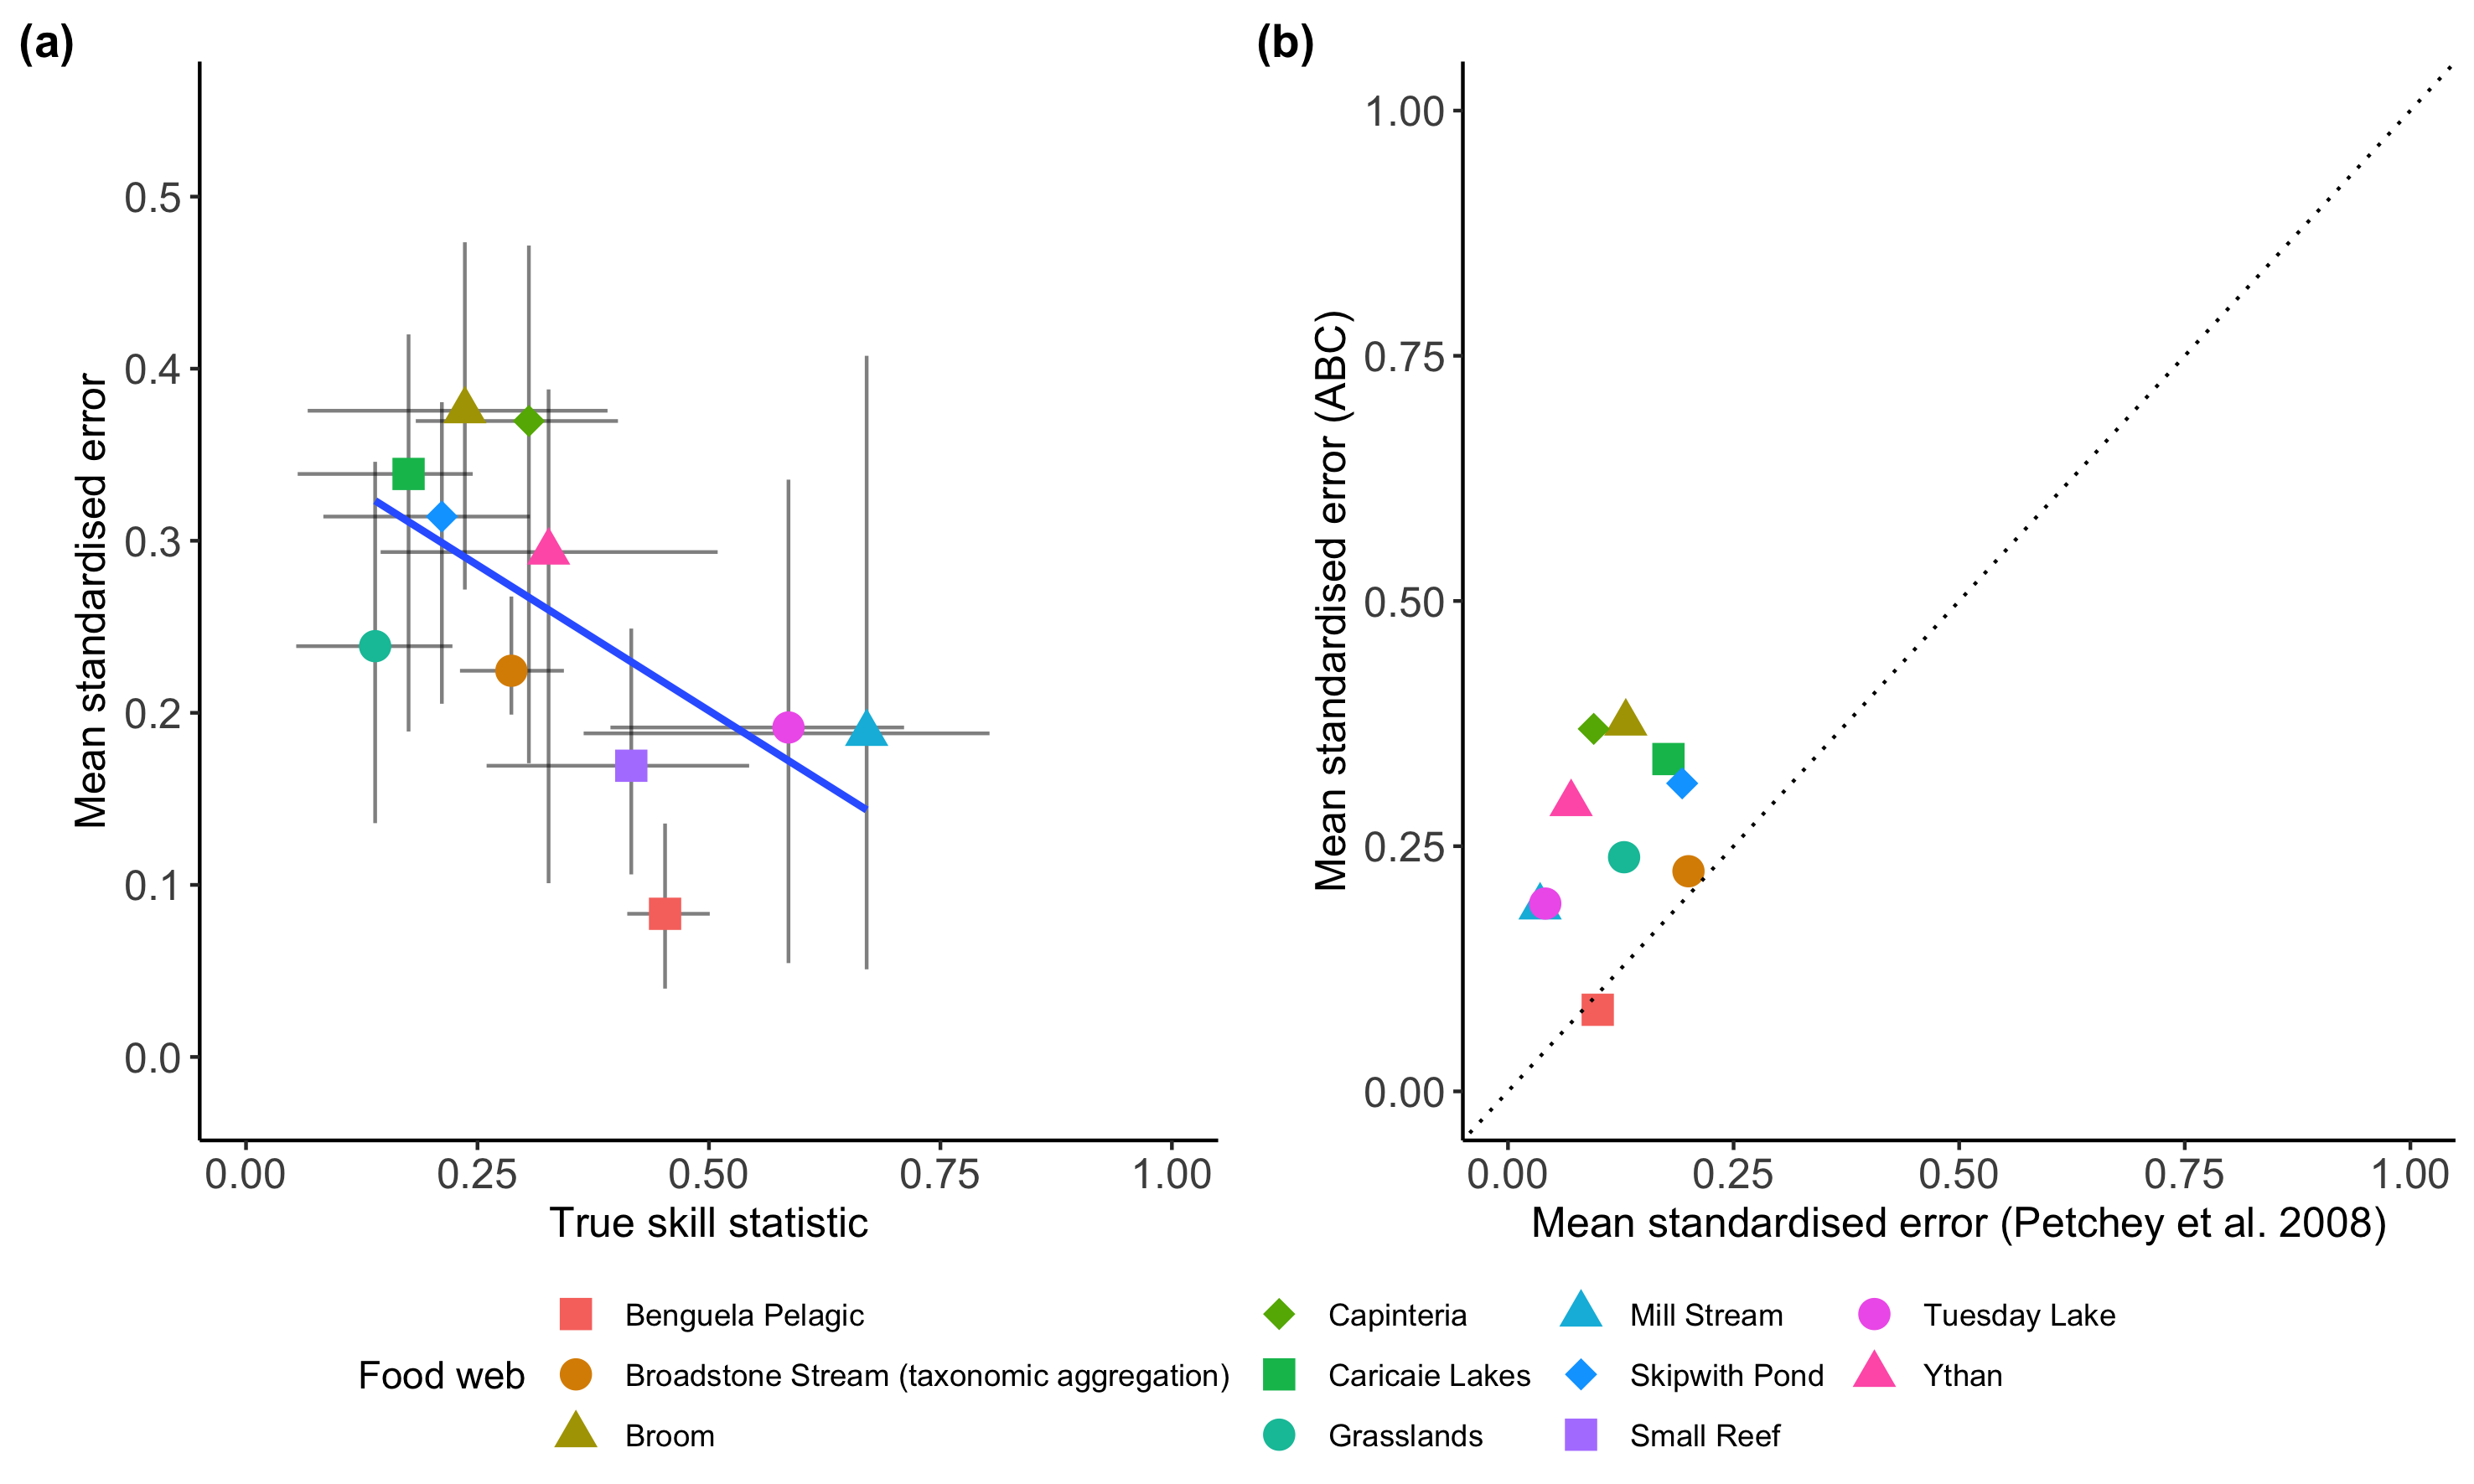 (a)
Mean standardised error
0.5
0.4
0.3
0.2
0.1
0.0
0.00 0.25 0.50 0.75 1.00
True skill statistic
(b)
Mean standardised error (ABC)
1.00
0.75
0.50
0.25
0.00
0.00 0.25 0.50 0.75 1.00
Mean standardised error (Petchey et al. 2008)
Food web
Benguela Pelagic
Broadstone Stream (taxonomic aggregation)
Broom
Capinteria
Caricaie Lakes
Grasslands
Mill Stream
Skipwith Pond
Small Reef
Tuesday Lake
Ythan